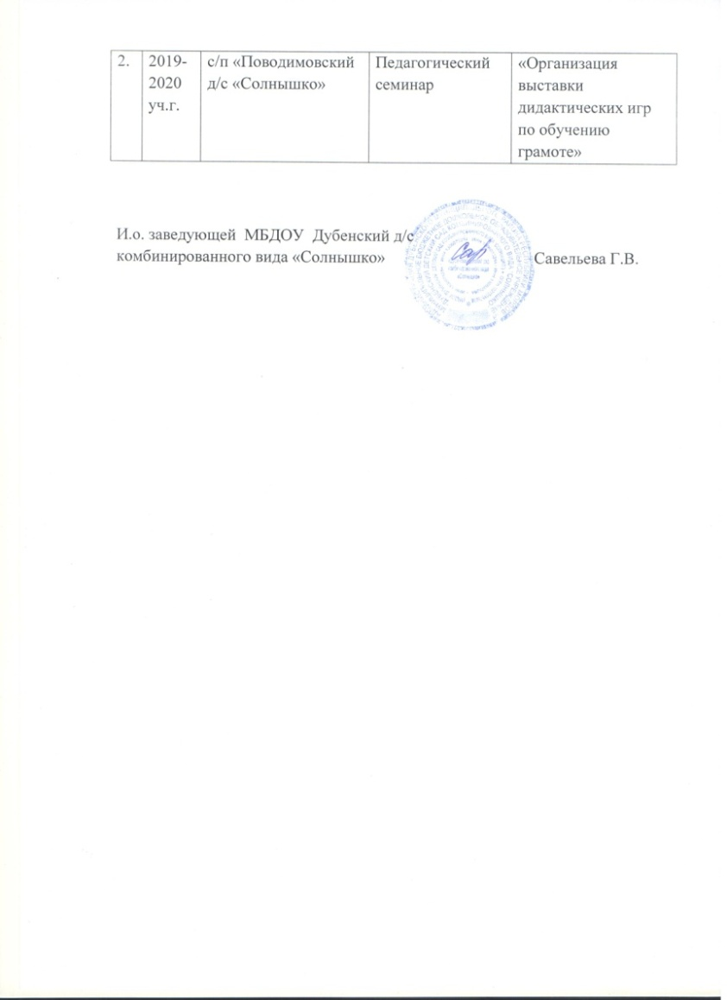 2. 2019- с/п «Поводимовский Педагогический «Организация
2020 д/с «Солнышко» семинар выставки
уч.г. дидактических игр
по обучению
грамоте»
И.о. заведующей МБДОУ Дубенский д/с
комбинированного вида «Солнышко» Савельева Г.В.